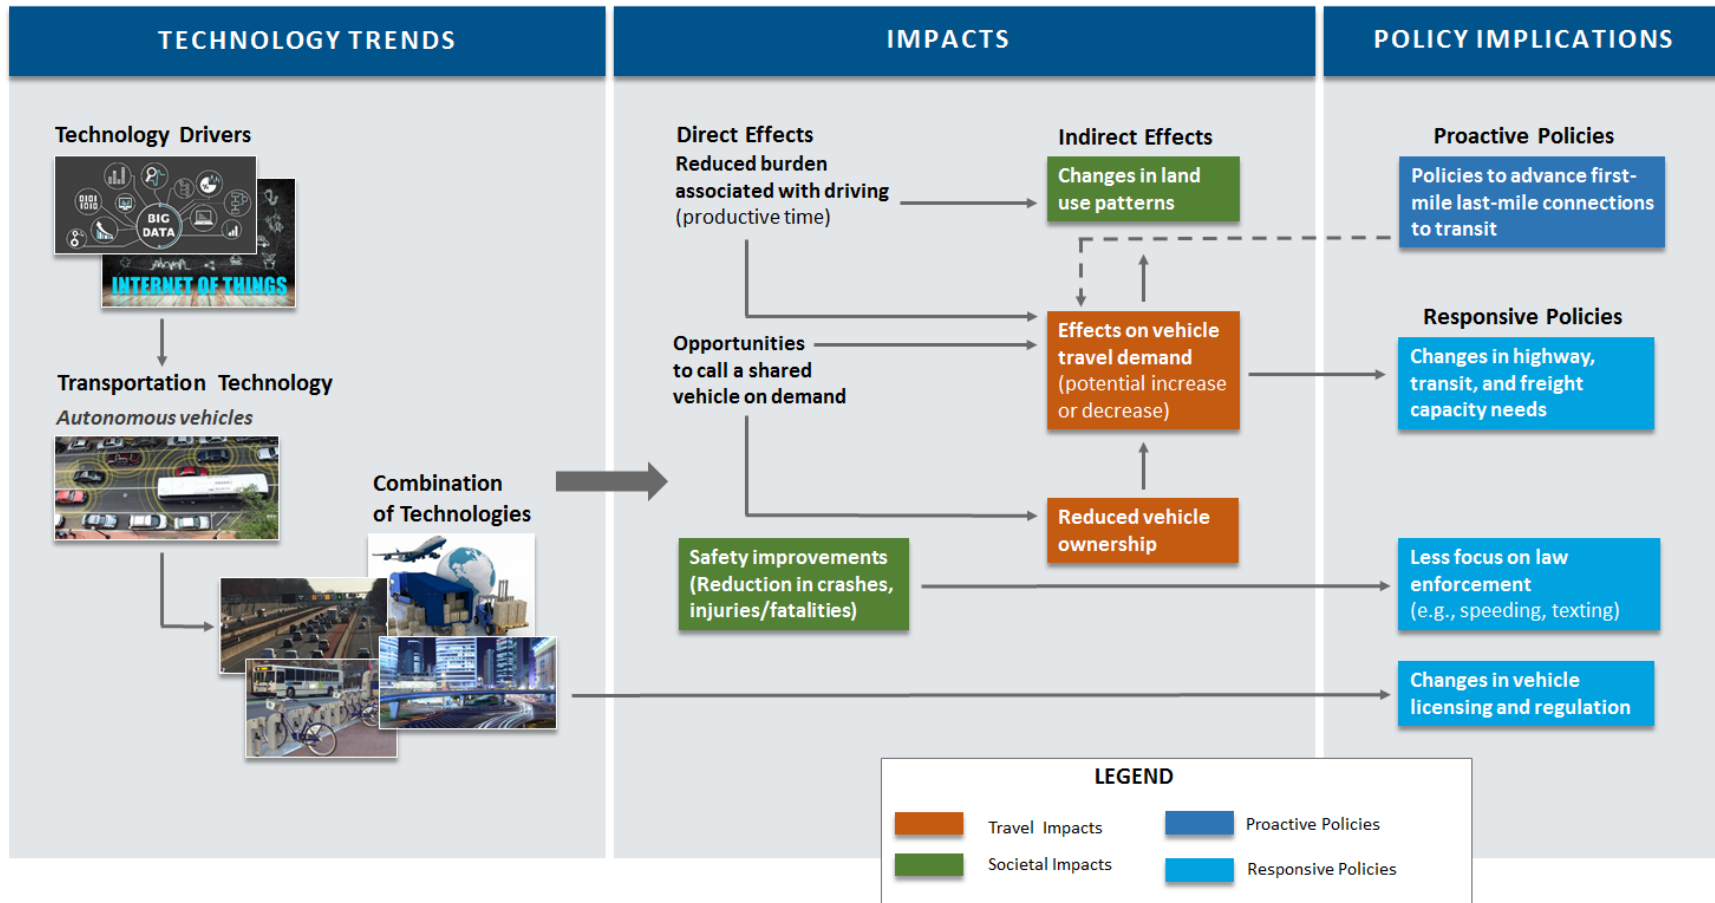 TECHNOLOGY TRENDS
IMPACTS
POLICY IMPLICATIONS
Technology Drivers
BIG
DATA
0101
1010
INTERNET OF THINGS
Transportation Technology
Autonomous vehicles
Combination
of Technologies
Direct Effects
Reduced burden
associated with driving
(productive time)
Opportunities
to call a shared
vehicle on demand
Safety improvements
(Reduction in crashes,
injuries/fatalities)
Indirect Effects
Changes in land
use patterns
Effects on vehicle
travel demand
(potential increase
or decrease)
Reduced vehicle
ownership
Proactive Policies
Policies to advance first-
mile last-mile connections
to transit
Responsive Policies
Changes in highway,
transit, and freight
capacity needs
Less focus on law
enforcement
(e.g., speeding, texting)
Changes in vehicle
licensing and regulation
LEGEND
Travel Impacts
Proactive Policies
Societal Impacts
Responsive Policies